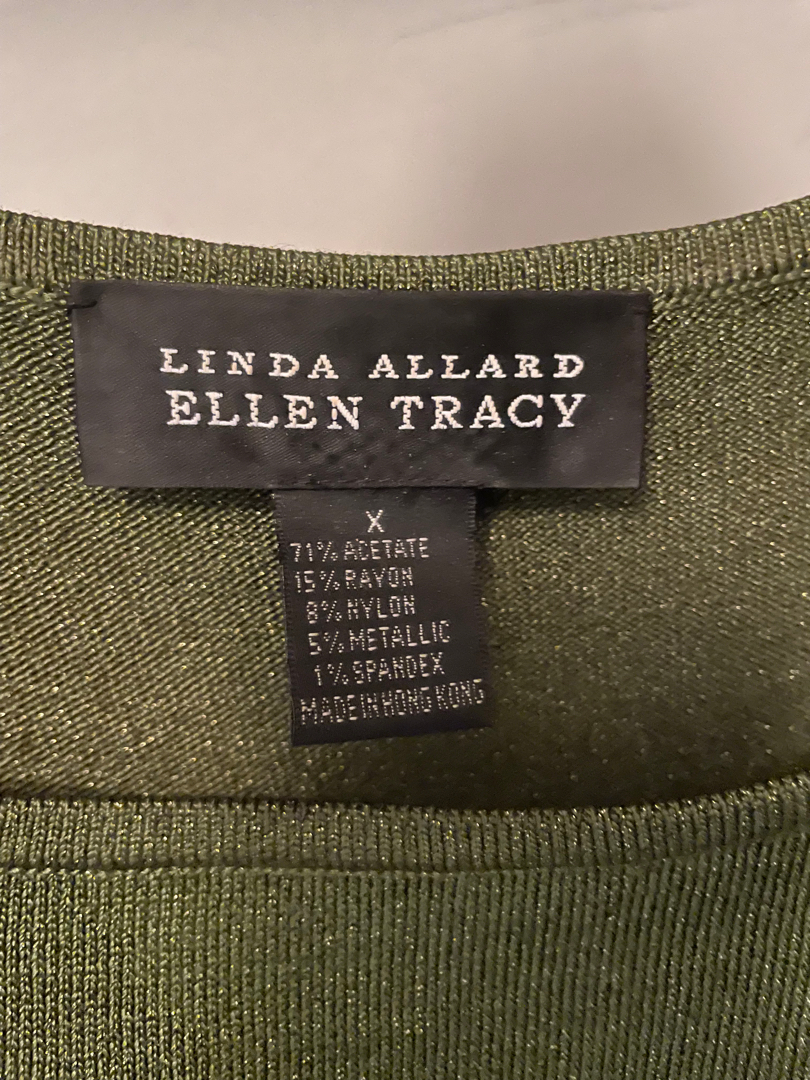 LINDA ALLARD
ELLEN TRACY
X
71% ACETATE
15% RAYON
8% NYLON
5% METALLIC
1% SPANDEX
MADE IN HONG KONG